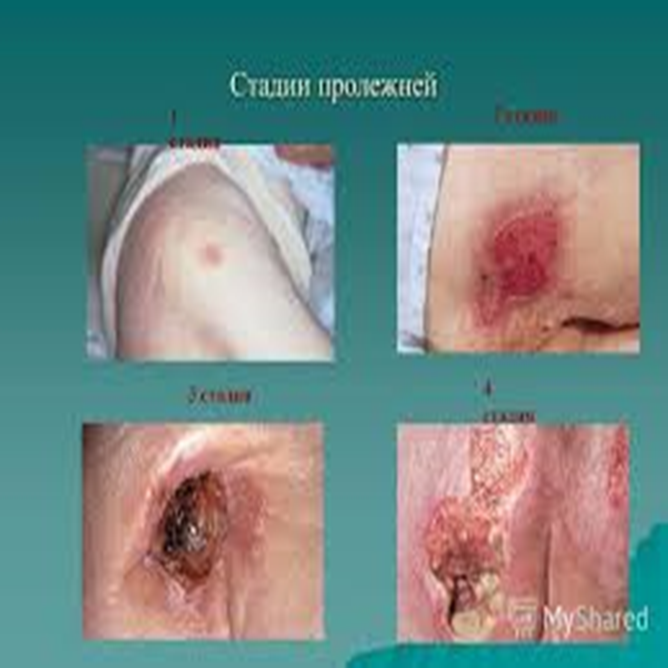 Стадии пролежней
1
стадия
2 стадия
3 стадия
4
стадия
MyShared